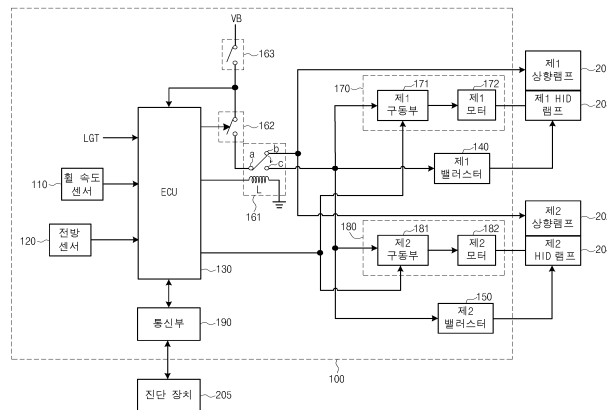 VB
163
LGT
162
a
b
c
L
161
ECU
130
110
휠 속도
센서
120
전방
센서
170
171
제1
구동부
172
제1
모터
제1
상향램프
20
제1 HID
램프
20
140
제1
밸러스터
180
181
제2
구동부
182
제2
모터
제2
상향램프
20
제2
HID 램프
20
150
제2
밸러스터
통신부
190
100
진단 장치
205